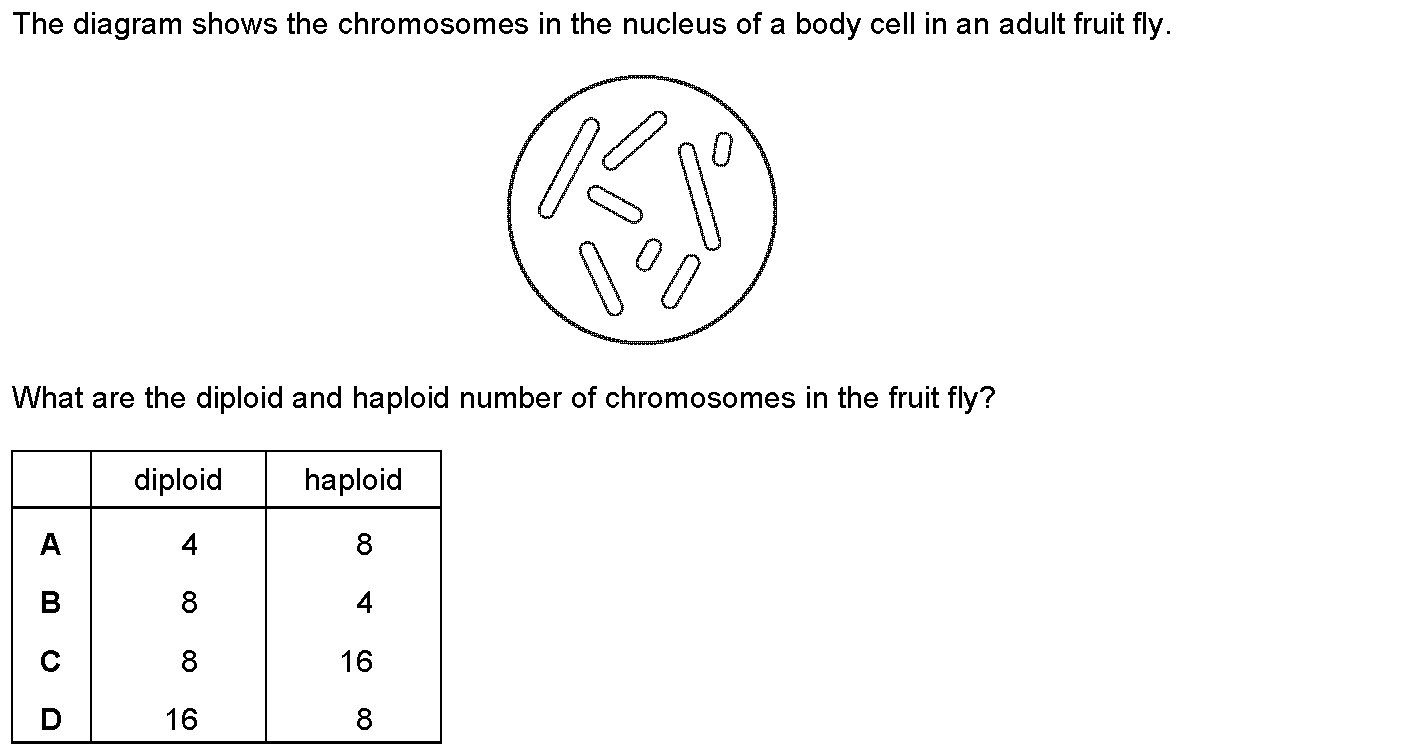 The diagram shows the chromosomes in the nucleus of a body cell in an adult fruit fly.
What are the diploid and haploid number of chromosomes in the fruit fly?
diploid haploid
A 4 8
B 8 4
C 8 16
D 16 8